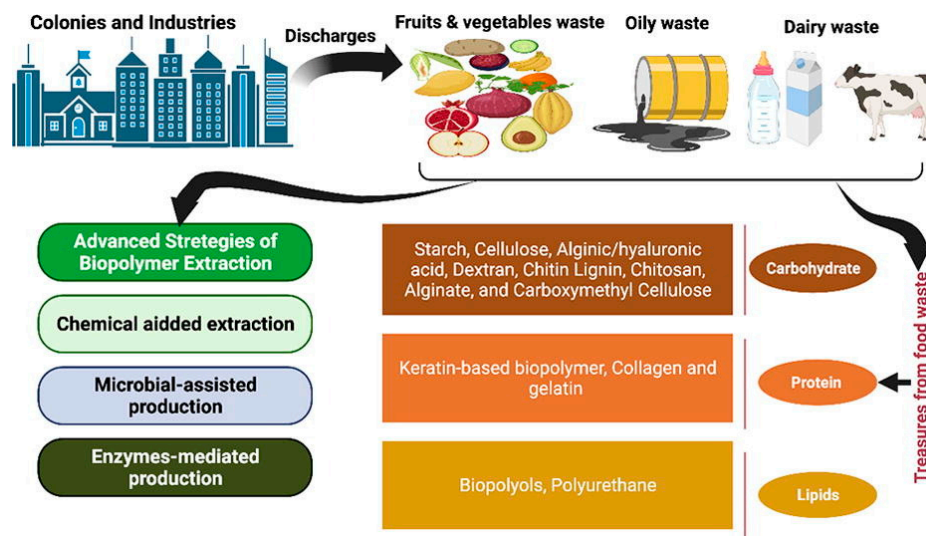 Colonies and Industries
Discharges
Fruits & vegetables waste
Oily waste
Dairy waste
Advanced Stretegies of
Biopolymer Extraction
Chemical aidded extraction
Microbial-assisted
production
Enzymes-mediated
production
Starch, Cellulose, Alginic/hyaluronic
acid, Dextran, Chitin Lignin, Chitosan,
Alginate, and Carboxymethyl Cellulose
Carbohydrate
Keratin-based biopolymer, Collagen and
gelatin
Protein
Biopolyols, Polyurethane
Lipids
Treasures from food waste